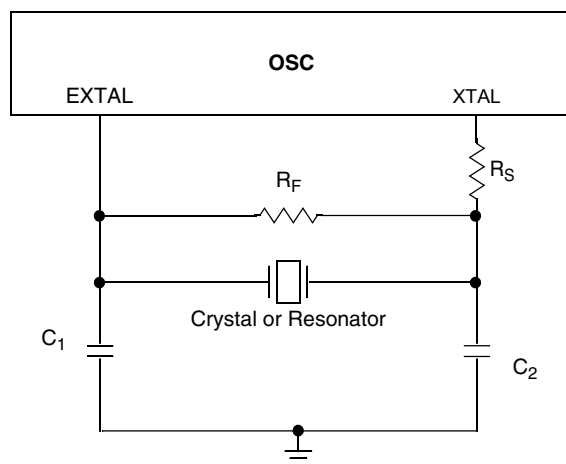 OSC
EXTAL
XTAL
RS
RF
Crystal or Resonator
C1
C2